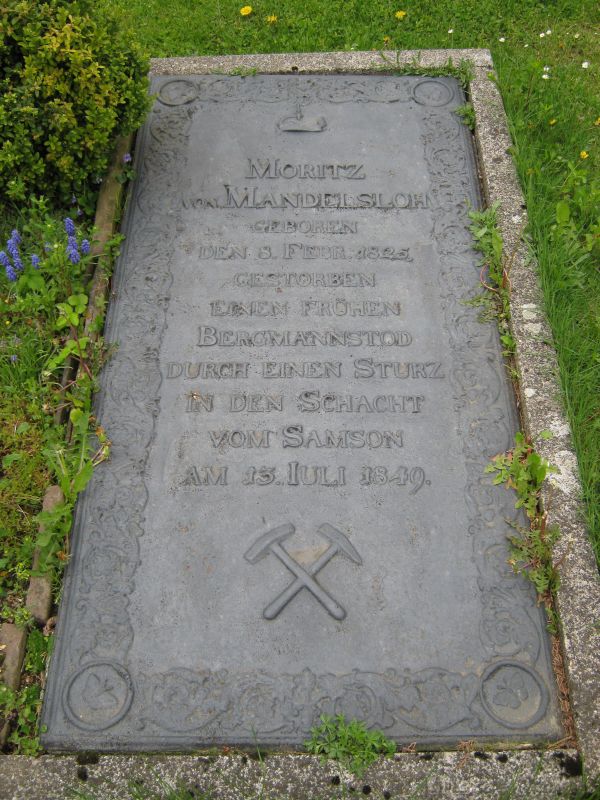 MORITZ
VON MANDELSLOH
GEBOREN
DEN 8. FEBR. 1825,
GESTORBEN
EINEN FRÜHEN
BERGMANNSTOD
DURCH EINEN STURZ
IN DEN SCHACHT
VOM SAMSON
AM 13. IULI 1849.